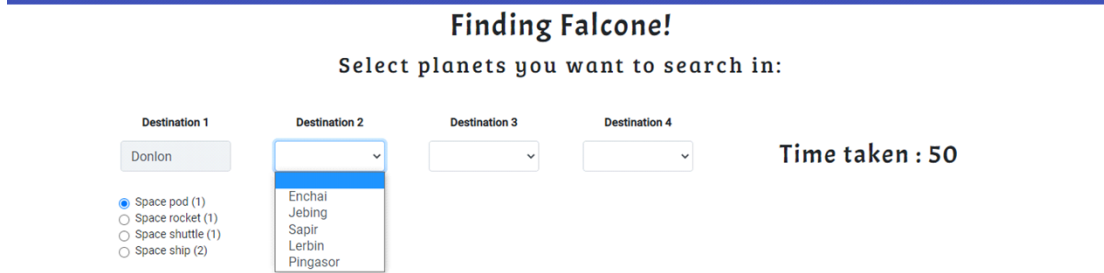 Finding Falcone!
Select planets you want to search in:
Destination 1
Destination 2
Destination 3
Destination 4
Donlon
Time taken : 50
Space pod (1)
Space rocket (1)
Space shuttle (1)
Space ship (2)
Enchai
Jebing
Sapir
Lerbin
Pingasor